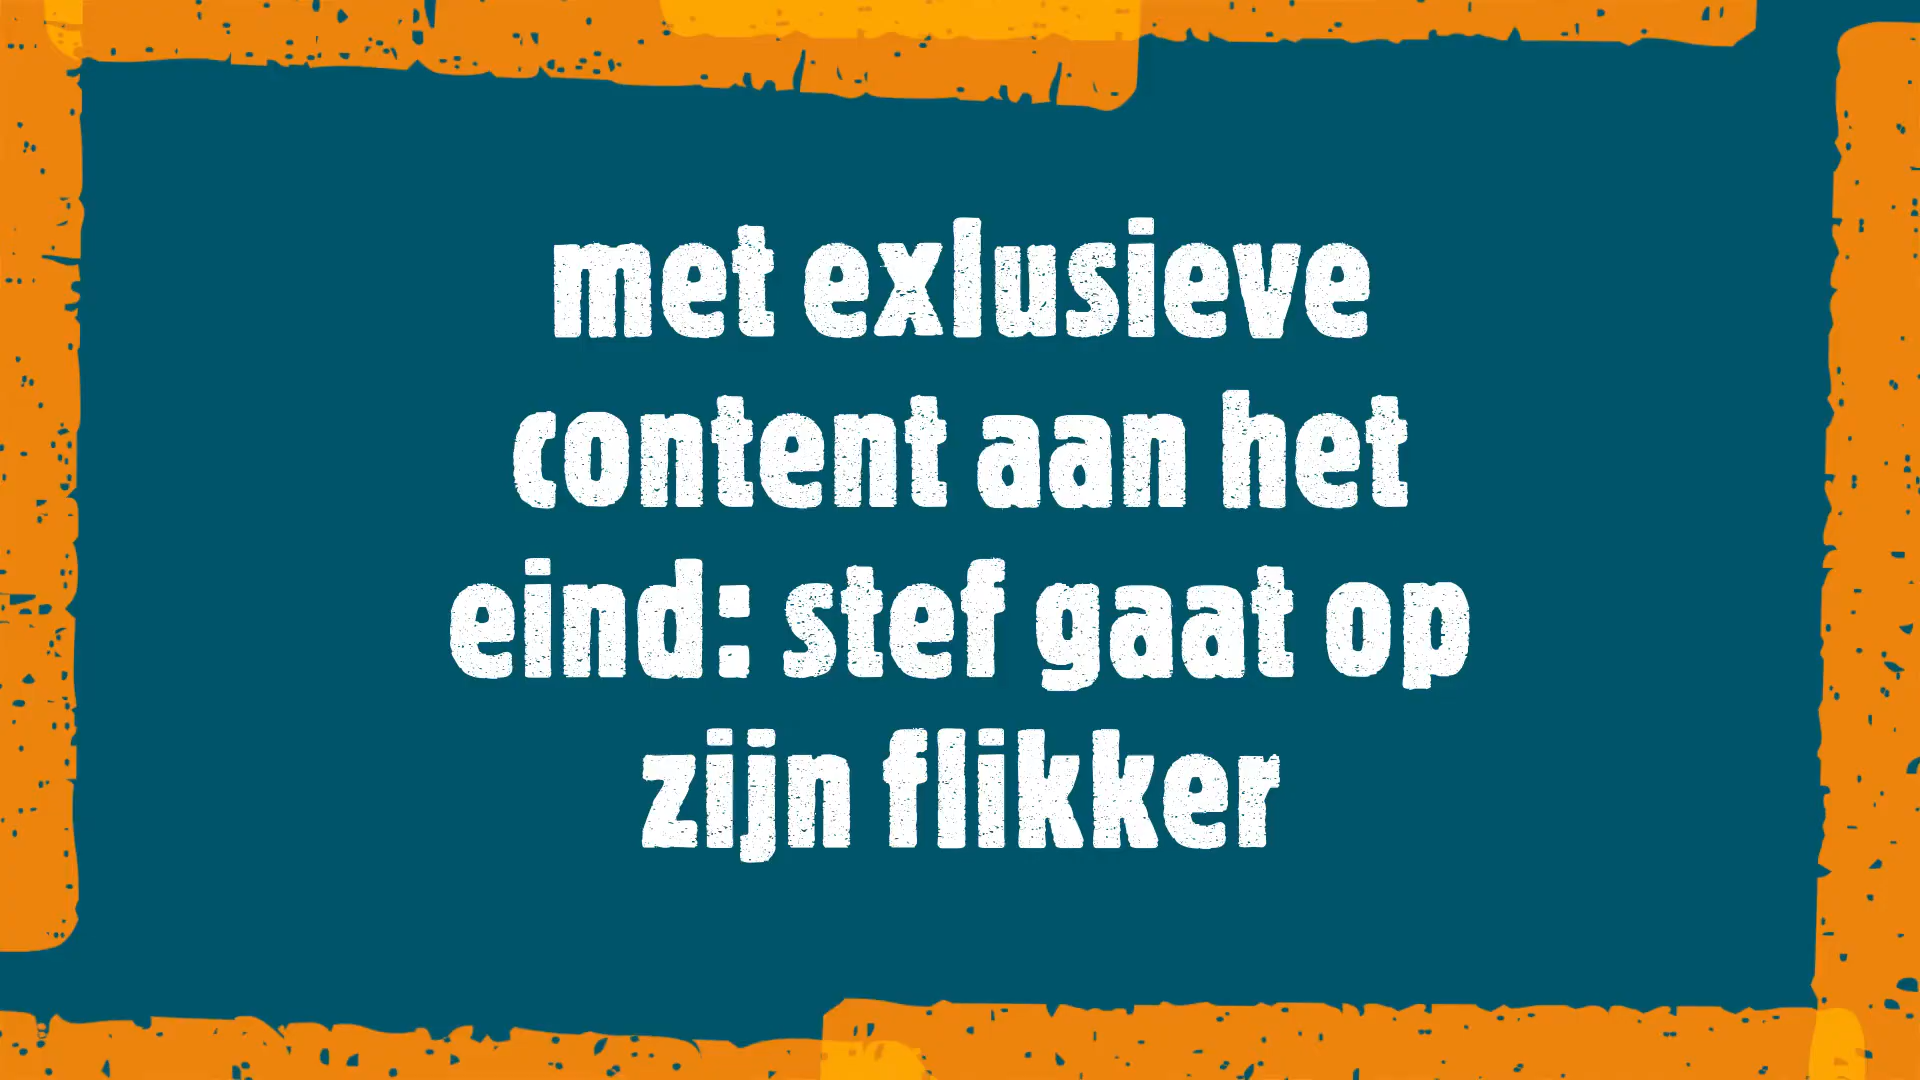 met exlusieve
content aan het
eind: stef gaat op
zijn flikker